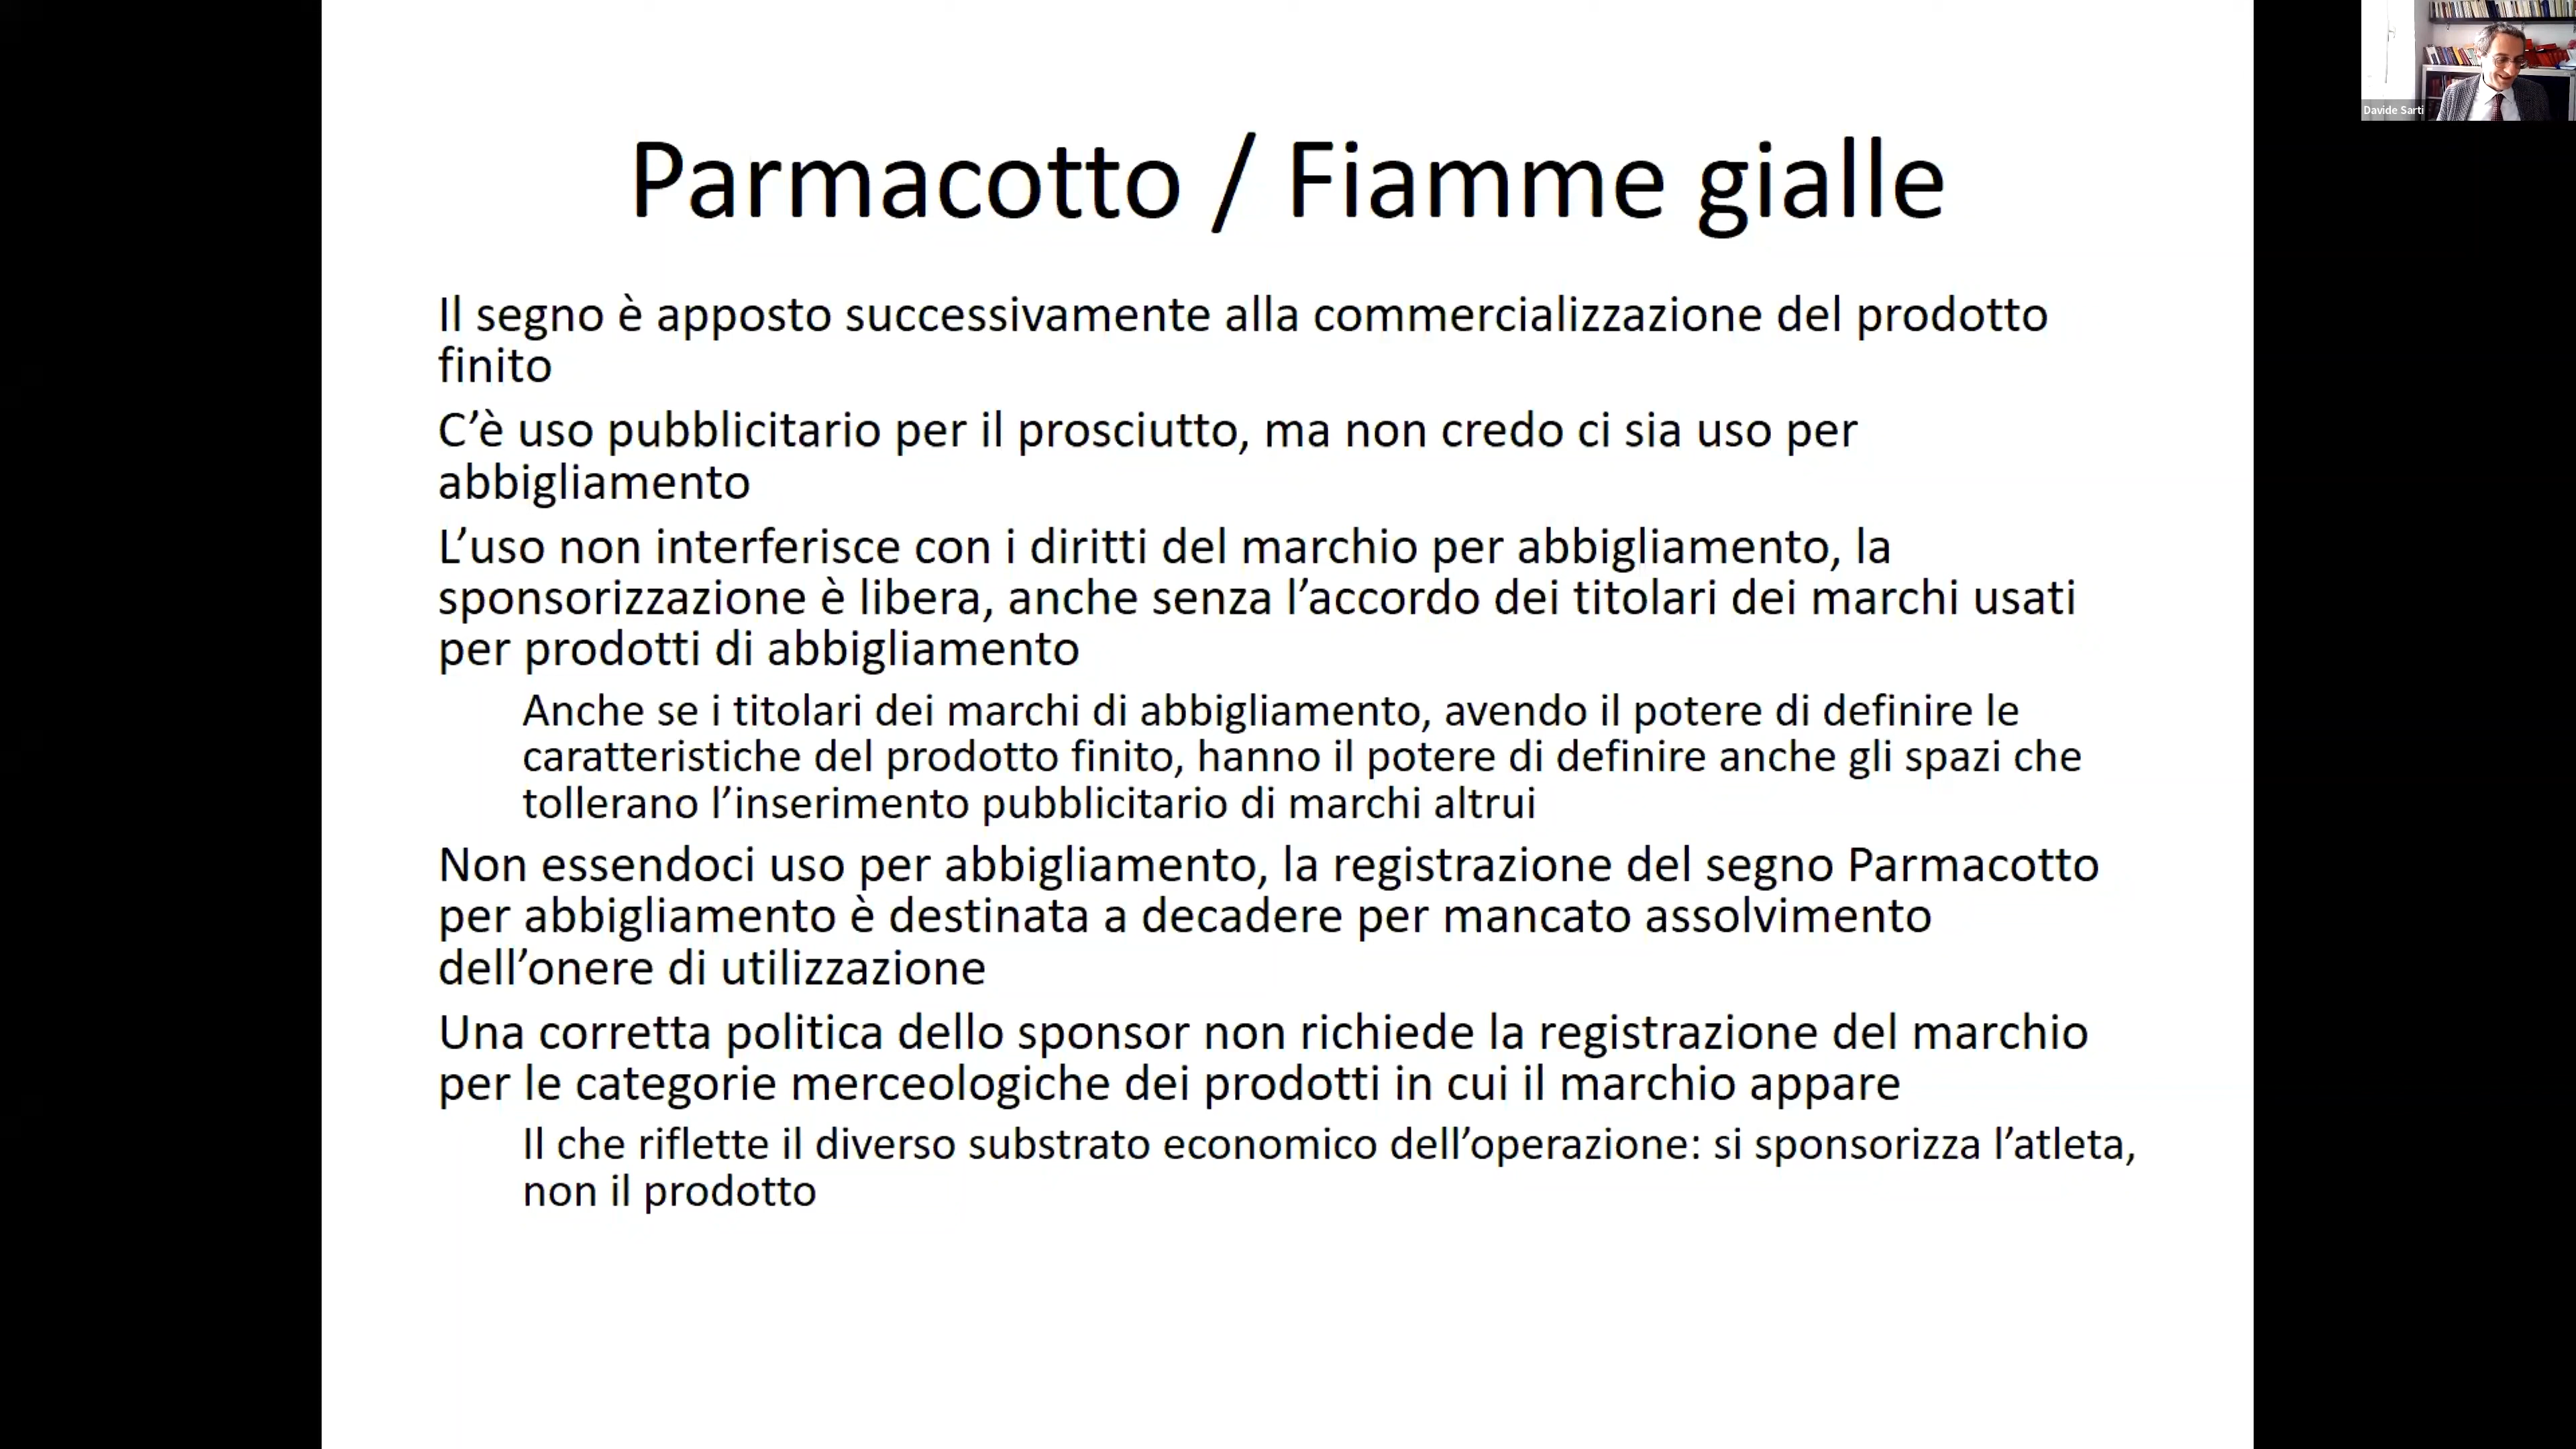 Davide Sarti
Parmacotto / Fiamme gialle
Il segno è apposto successivamente alla commercializzazione del prodotto
finito
C’è uso pubblicitario per il prosciutto, ma non credo ci sia uso per
abbigliamento
L’uso non interferisce con i diritti del marchio per abbigliamento, la
sponsorizzazione è libera, anche senza l’accordo dei titolari dei marchi usati
per prodotti di abbigliamento
Anche se i titolari dei marchi di abbigliamento, avendo il potere di definire le
caratteristiche del prodotto finito, hanno il potere di definire anche gli spazi che
tollerano l’inserimento pubblicitario di marchi altrui
Non essendoci uso per abbigliamento, la registrazione del segno Parmacotto
per abbigliamento è destinata a decadere per mancato assolvimento
dell’onere di utilizzazione
Una corretta politica dello sponsor non richiede la registrazione del marchio
per le categorie merceologiche dei prodotti in cui il marchio appare
Il che riflette il diverso substrato economico dell’operazione: si sponsorizza l’atleta,
non il prodotto